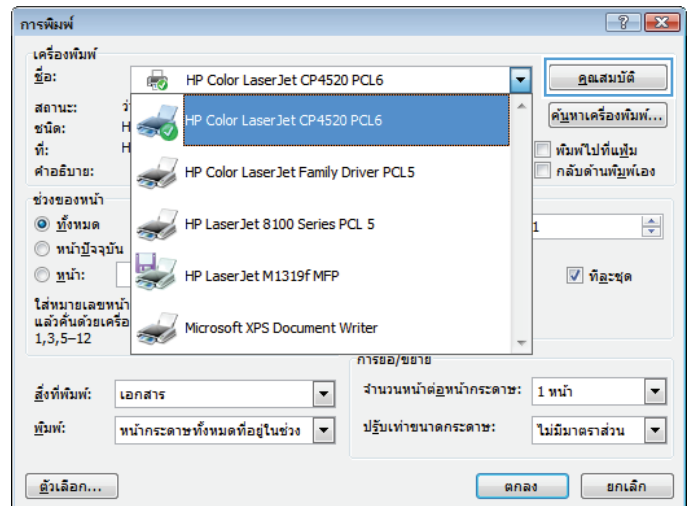 การพิมพ์
เครื่องพิมพ์
ชื่อ: HP Color LaserJet CP4520 PCL6 คุณสมบัติ
สถานะ: ว่
HP Color LaserJet CP4520 PCL6 ค้นหาเครื่องพิมพ์...
ชนิด: H
ที่: H พิมพ์ไปที่แฟ้ม
คำอธิบาย: HP Color LaserJet Family Driver PCL5 กลับด้านพิมพ์เอง
ช่วงของหน้า
ทั้งหมด HP LaserJet 8100 Series PCL 5 1
หน้าปัจจุบัน
หน้า: HP LaserJet M1319f MFP ทีละชุด
ใส่หมายเลขหน้า
แล้วคั่นด้วยเครื่อ
1,3,5–12 Microsoft XPS Document Writer
การย่อ/ขยาย
สิ่งที่พิมพ์: เอกสาร จำนวนหน้าต่อหน้ากระดาษ: 1 หน้า
พิมพ์: หน้ากระดาษทั้งหมดที่อยู่ในช่วง ปรับเท่าขนาดกระดาษ: ไม่มีมาตราส่วน
ตัวเลือก... ตกลง ยกเลิก